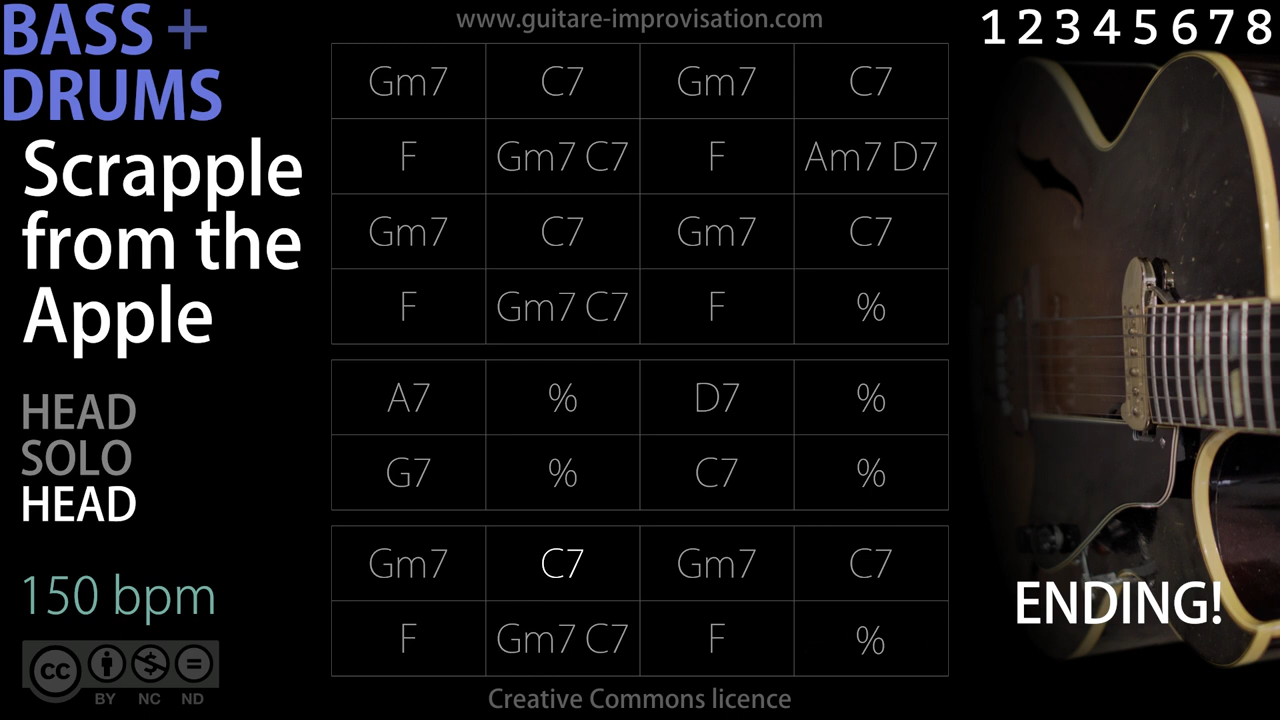 BASS +
DRUMS
Scrapple
from the
Apple
HEAD
SOLO
HEAD
150 bpm
cc
BY NC ND
www.guitare-improvisation.com
Gm7 C7 Gm7 C7
F Gm7 C7 F Am7 D7
Gm7 C7 Gm7 C7
F Gm7 C7 F %
A7 % D7 %
G7 % C7 %
Gm7 C7 Gm7 C7
F Gm7 C7 F %
Creative Commons licence
1 2 3 4 5 6 7 8
ENDING!